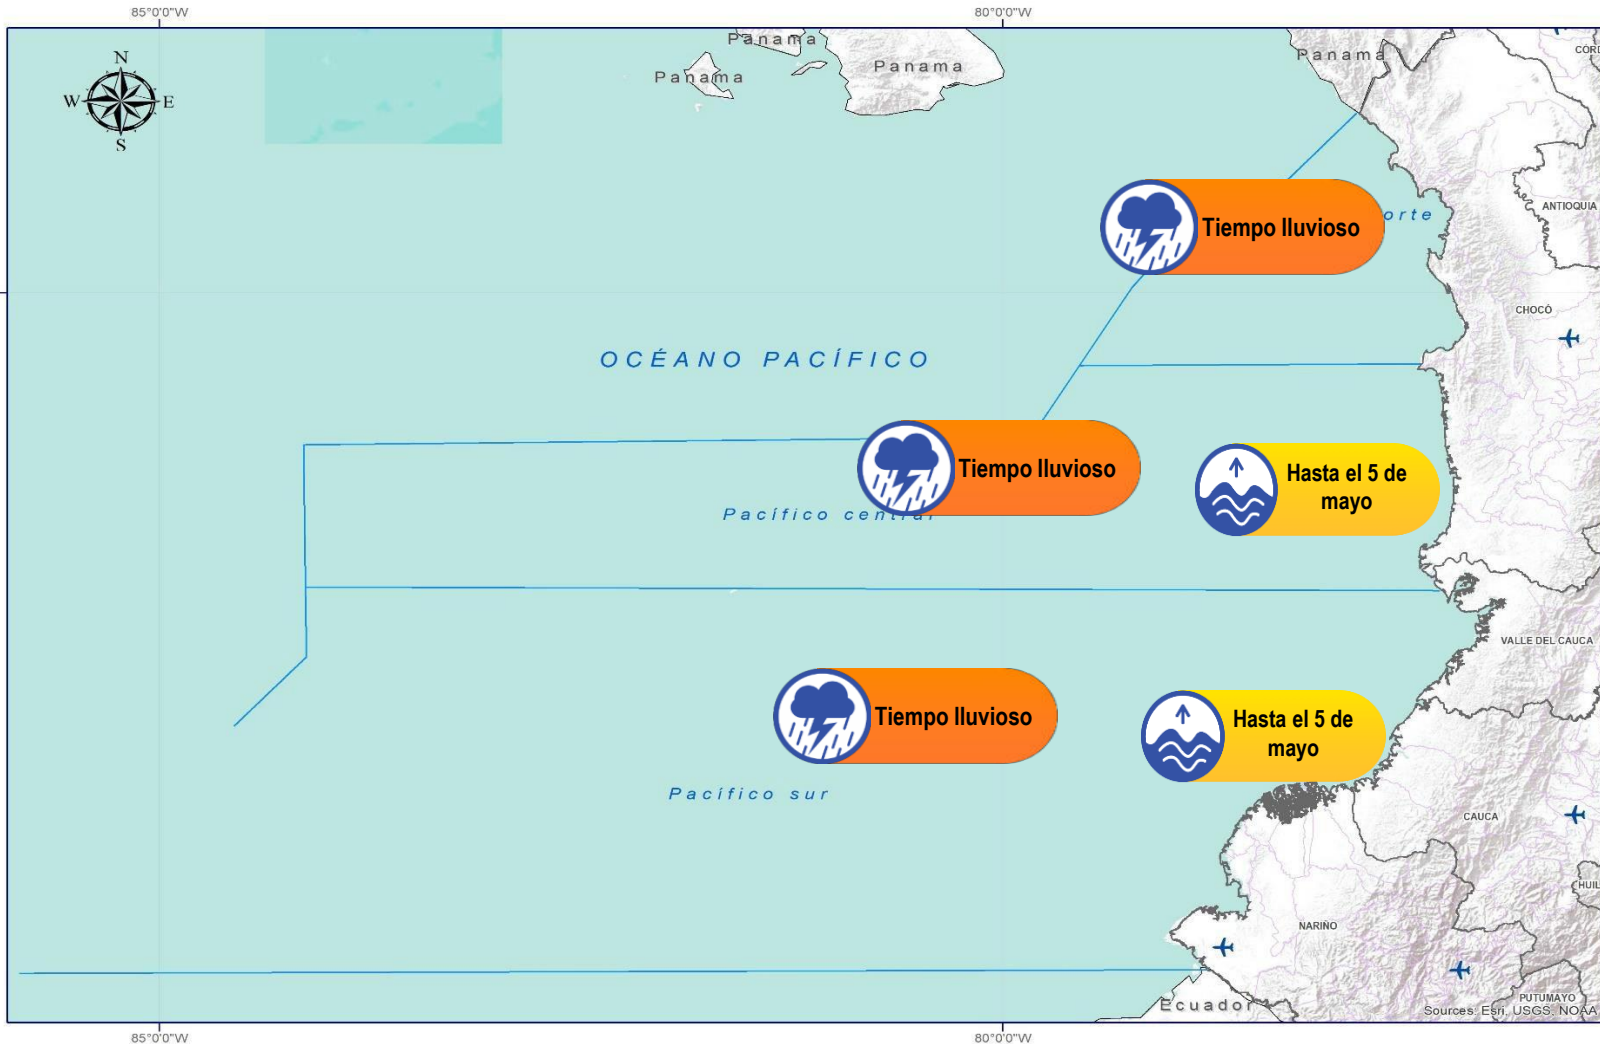 85°0'0"W
80°0'0"W
N
W
E
S
Panama
Panama
Panama
Panama
ANTIOQUIA
Tiempo lluvioso
orte
CHOCÓ
OCÉANO PACÍFICO
Tiempo lluvioso
Hasta el 5 de
mayo
Pacífico central
VALLE DEL CAUCA
Tiempo lluvioso
Hasta el 5 de
mayo
Pacífico sur
CAUCA
HUIL
NARIÑO
PUTUMAYO
Ecuador
Sources: Esri, USGS, NOAA
85°0'0"W
80°0'0"W